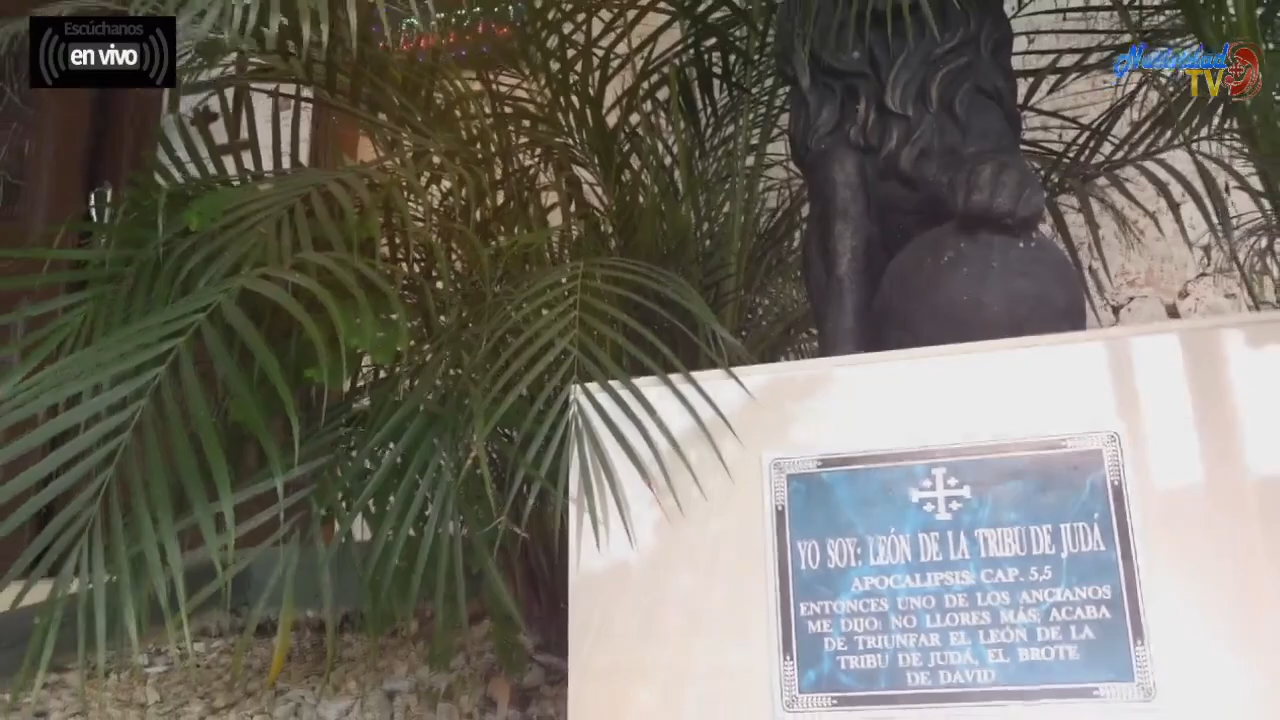 Escúchanos
en vivo
Natividad
TV
YO SOY: LEÓN DE LA TRIBU DE JUDÁ
APOCALIPSIS: CAP. 5,5
ENTONCES UNO DE LOS ANCIANOS
ME DIJO: NO LLORES MÁS, ACABA
DE TRIUNFAR EL LEÓN DE LA
TRIBU DE JUDÁ, EL BROTE
DE DAVID